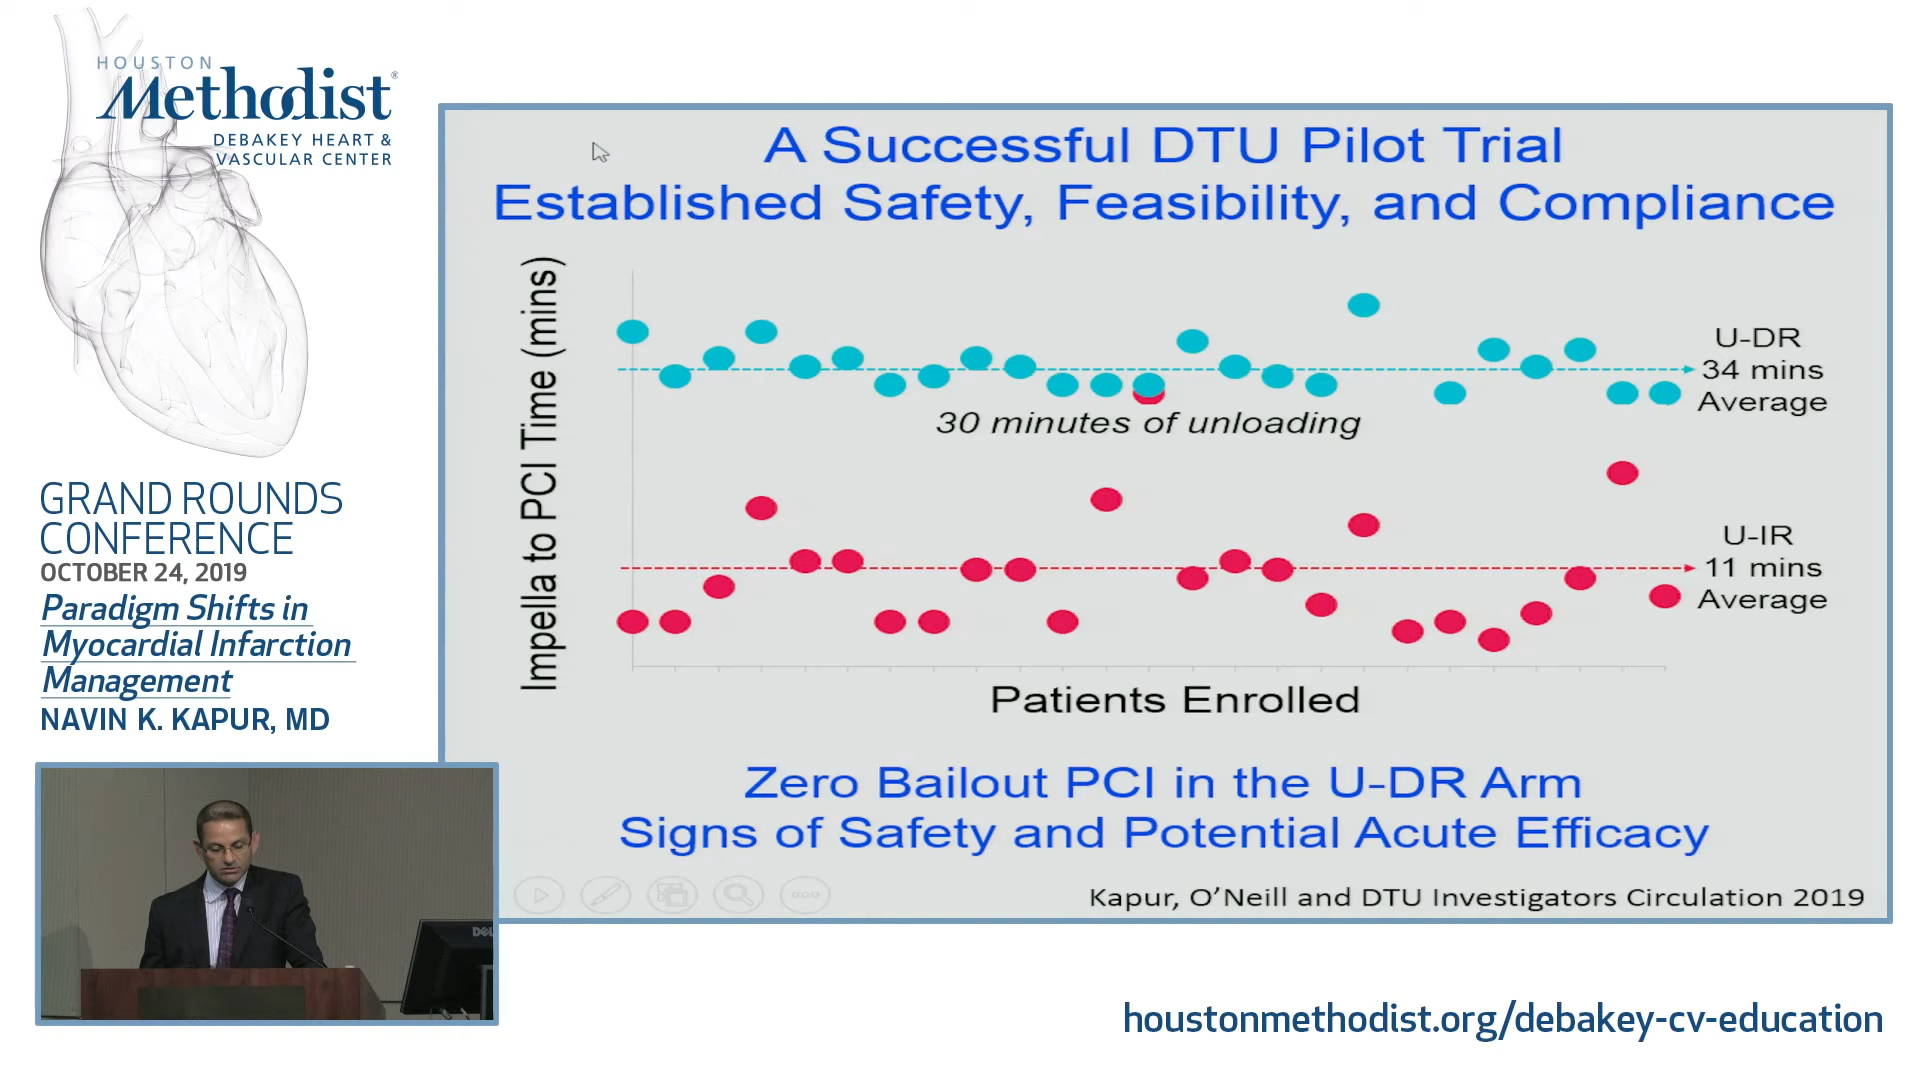 HOUSTON
Methodist®
DEBAKEY HEART &
VASCULAR CENTER
GRAND ROUNDS
CONFERENCE
OCTOBER 24, 2019
Paradigm Shifts in
Myocardial Infarction
Management
NAVIN K. KAPUR, MD
A Successful DTU Pilot Trial
Established Safety, Feasibility, and Compliance
Impella to PCI Time (mins)
U-DR
34 mins
Average
30 minutes of unloading
U-IR
11 mins
Average
Patients Enrolled
Zero Bailout PCI in the U-DR Arm
Signs of Safety and Potential Acute Efficacy
Kapur, O'Neill and DTU Investigators Circulation 2019
DELL
houstonmethodist.org/debakey-cv-education